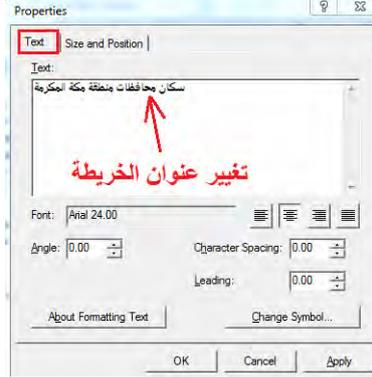 Properties
Text
Size and Position
Text:
سكان محافظات منطقة مكة المكرمة
تغيير عنوان الخريطة
Font: Arial 24.00
Angle: 0.00 Character Spacing: 0.00
Leading: 0.00
About Formatting Text Change Symbol...
OK Cancel Apply